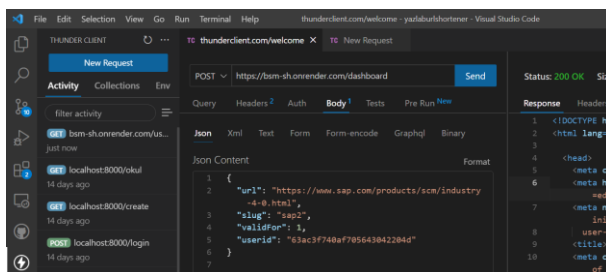 File Edit Selection View Go Run Terminal Help thunderclient.com/welcome - yazlaburlshortener - Visual Studio Code
THUNDER CLIENT ...
TC thunderclient.com/welcome × TC New Request
New Request
Activity Collections Env
filter activity
GET bsm-sh.onrender.com/us...
just now
GET localhost:8000/okul
14 days ago
GET localhost:8000/create
14 days ago
POST localhost:8000/login
14 days ago
POST https://bsm-sh.onrender.com/dashboard Send
Query Headers 2 Auth Body 1 Tests Pre Run New
Json Xml Text Form Form-encode Graphql Binary
Json Content Format
1 {
2 "url": "https://www.sap.com/products/scm/industry
-4-0.html",
3 "slug": "sap2",
4 "validFor": 1,
5 "userid": "63ac3f740af705643042204d"
6 }
7
Status: 200 OK
Response
1 <!DOCTYPE
2 <html
3
4 <head>
5 <meta
6 <meta
7 <meta
8 user-
9 <title>
10 <meta
of